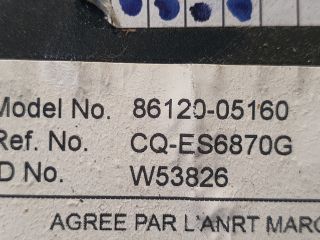 Model No. 86120-05160
Ref. No. CQ-ES6870G
D No. W53826
AGREE PAR L'ANRT MARO